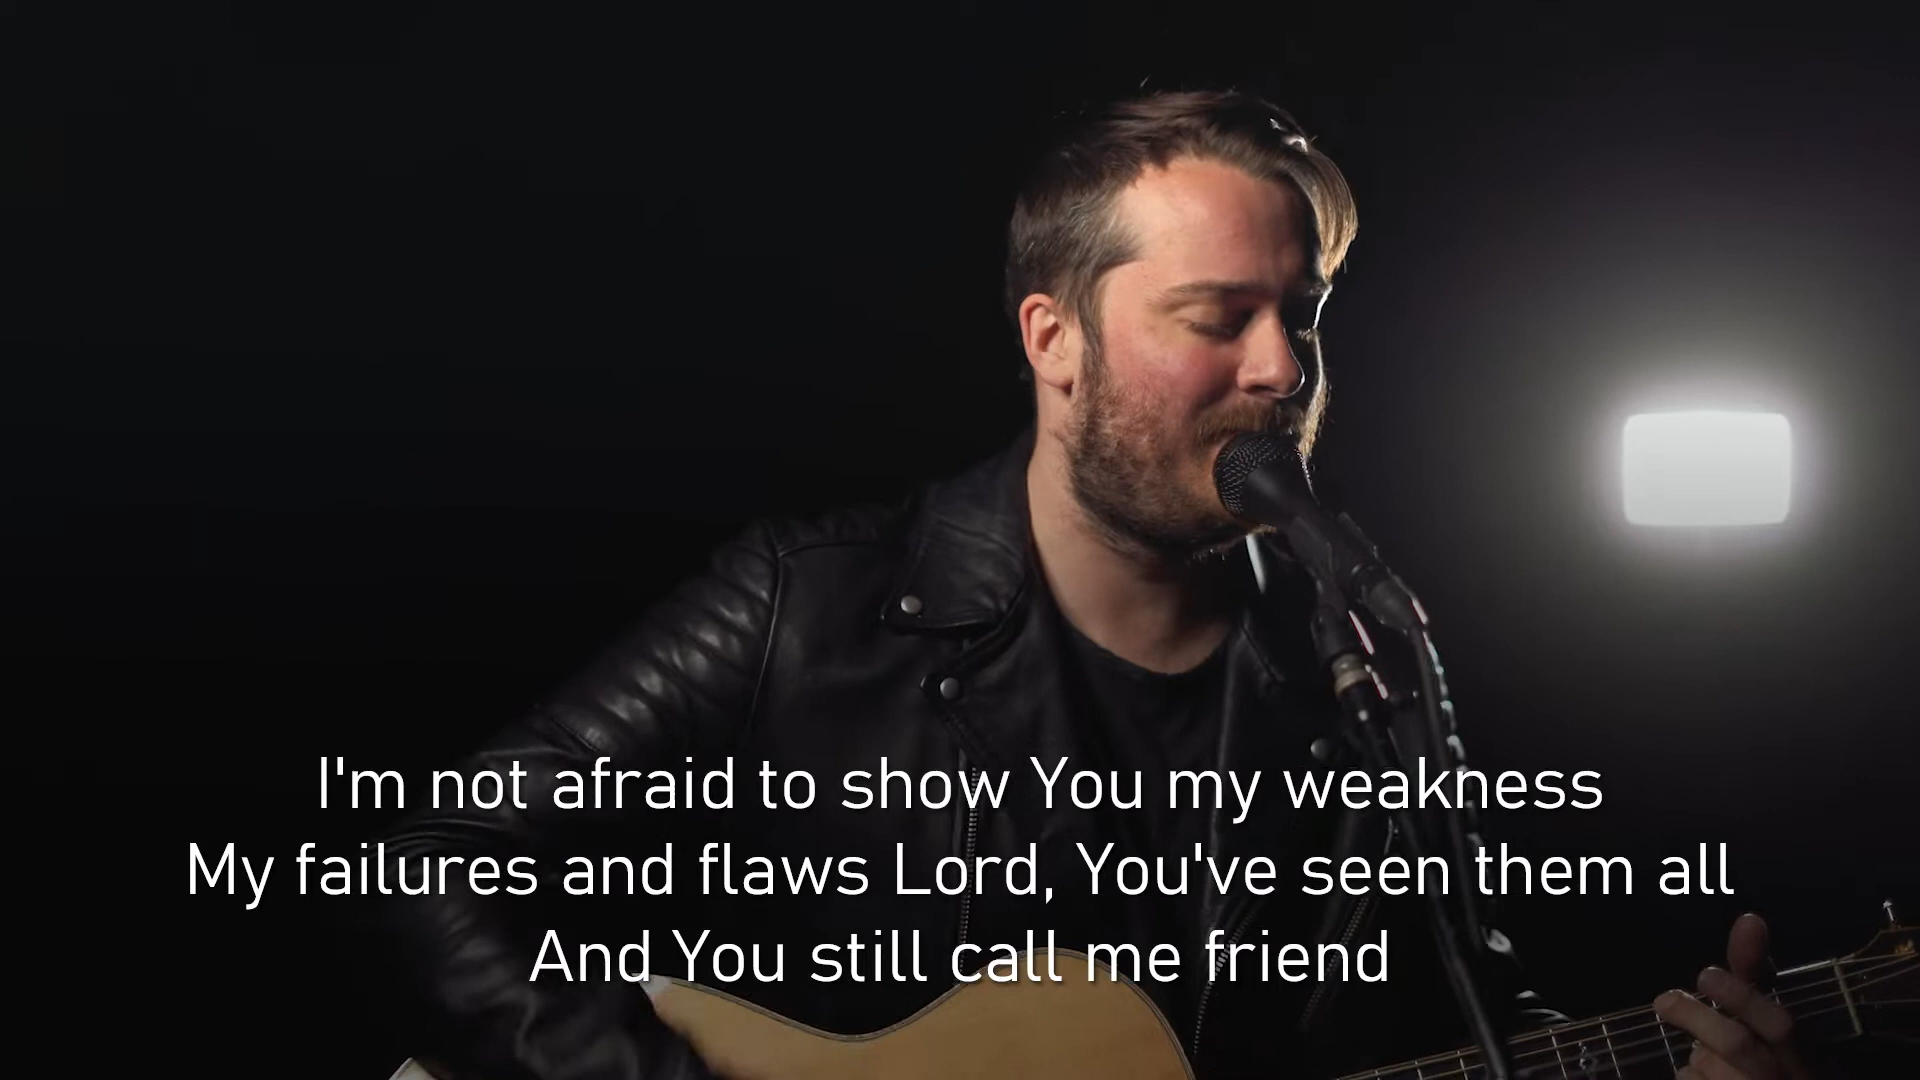 I'm not afraid to show You my weakness
My failures and flaws Lord, You've seen them all
And You still call me friend